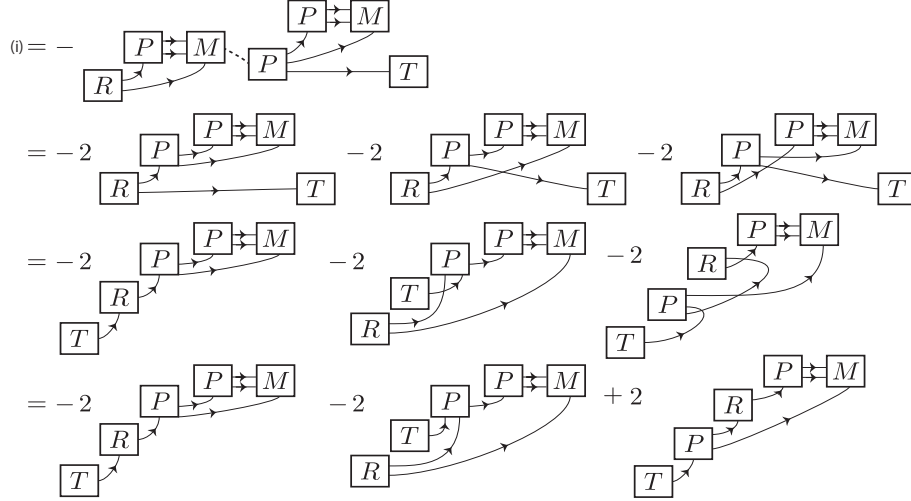 P M
(i) = − P M P
R T
= − 2 P P M − 2 P P M − 2 P P M
R T R T R T
= − 2 P P M − 2 P P M − 2 P M
R T R
T R P
T
= − 2 P P M − 2 P P M + 2 P M
R T R
T R P
T